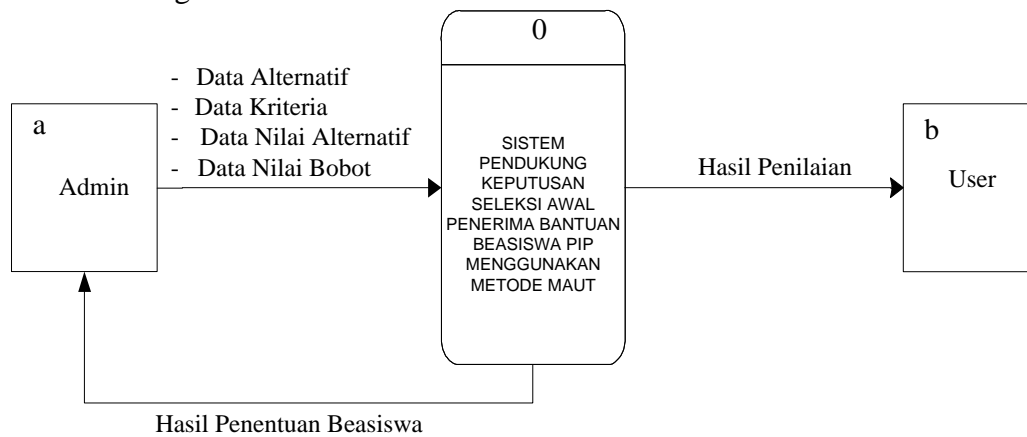 0
- Data Alternatif
- Data Kriteria
- Data Nilai Alternatif
- Data Nilai Bobot
a
Admin
SISTEM
PENDUKUNG
KEPUTUSAN
SELEKSI AWAL
PENERIMA BANTUAN
BEASISWA PIP
MENGGUNAKAN
METODE MAUT
Hasil Penilaian
b
User
Hasil Penentuan Beasiswa